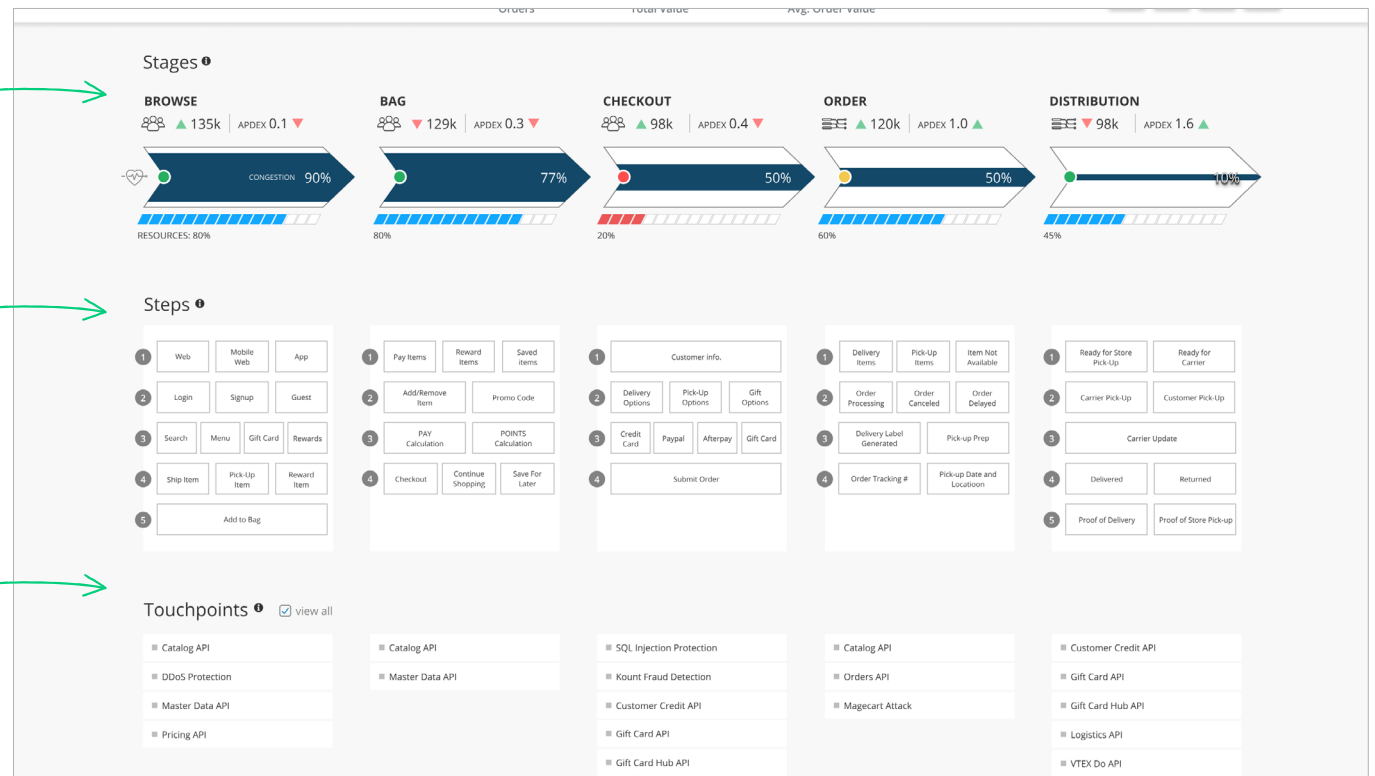 Orders Total Value Avg. Order Value
Stages
BROWSE
135k APDEX 0.1
CONGESTION 90%
RESOURCES: 80%
BAG
129k APDEX 0.3
77%
80%
CHECKOUT
98k APDEX 0.4
50%
20%
ORDER
120k APDEX 1.0
50%
60%
DISTRIBUTION
98k APDEX 1.6
10%
45%
Steps
1 Web
Mobile
Web
App
2 Login Signup Guest
3 Search Menu Gift Card Rewards
4 Ship Item
Pick-Up
Item
Reward
Item
5 Add to Bag
1 Pay Items
Reward
Items
Saved
items
2 Add/Remove
Item
Promo Code
3 PAY
Calculation
POINTS
Calculation
4 Checkout
Continue
Shopping
Save For
Later
1 Customer info.
2 Delivery
Options
Pick-Up
Options
Gift
Options
3 Credit
Card
Paypal Afterpay Gift Card
4 Submit Order
1 Delivery
Items
Pick-Up
Items
Item Not
Available
2 Order
Processing
Order
Canceled
Order
Delayed
3 Delivery Label
Generated
Pick-up Prep
4 Order Tracking #
Pick-up Date and
Locatioon
1 Ready for Store
Pick-Up
Ready for
Carrier
2 Carrier Pick-Up Customer Pick-Up
3 Carrier Update
4 Delivered Returned
5 Proof of Delivery Proof of Store Pick-up
Touchpoints view all
Catalog API
DDoS Protection
Master Data API
Pricing API
Catalog API
Master Data API
SQL Injection Protection
Kount Fraud Detection
Customer Credit API
Gift Card API
Gift Card Hub API
Catalog API
Orders API
Magecart Attack
Customer Credit API
Gift Card API
Gift Card Hub API
Logistics API
VTEX Do API